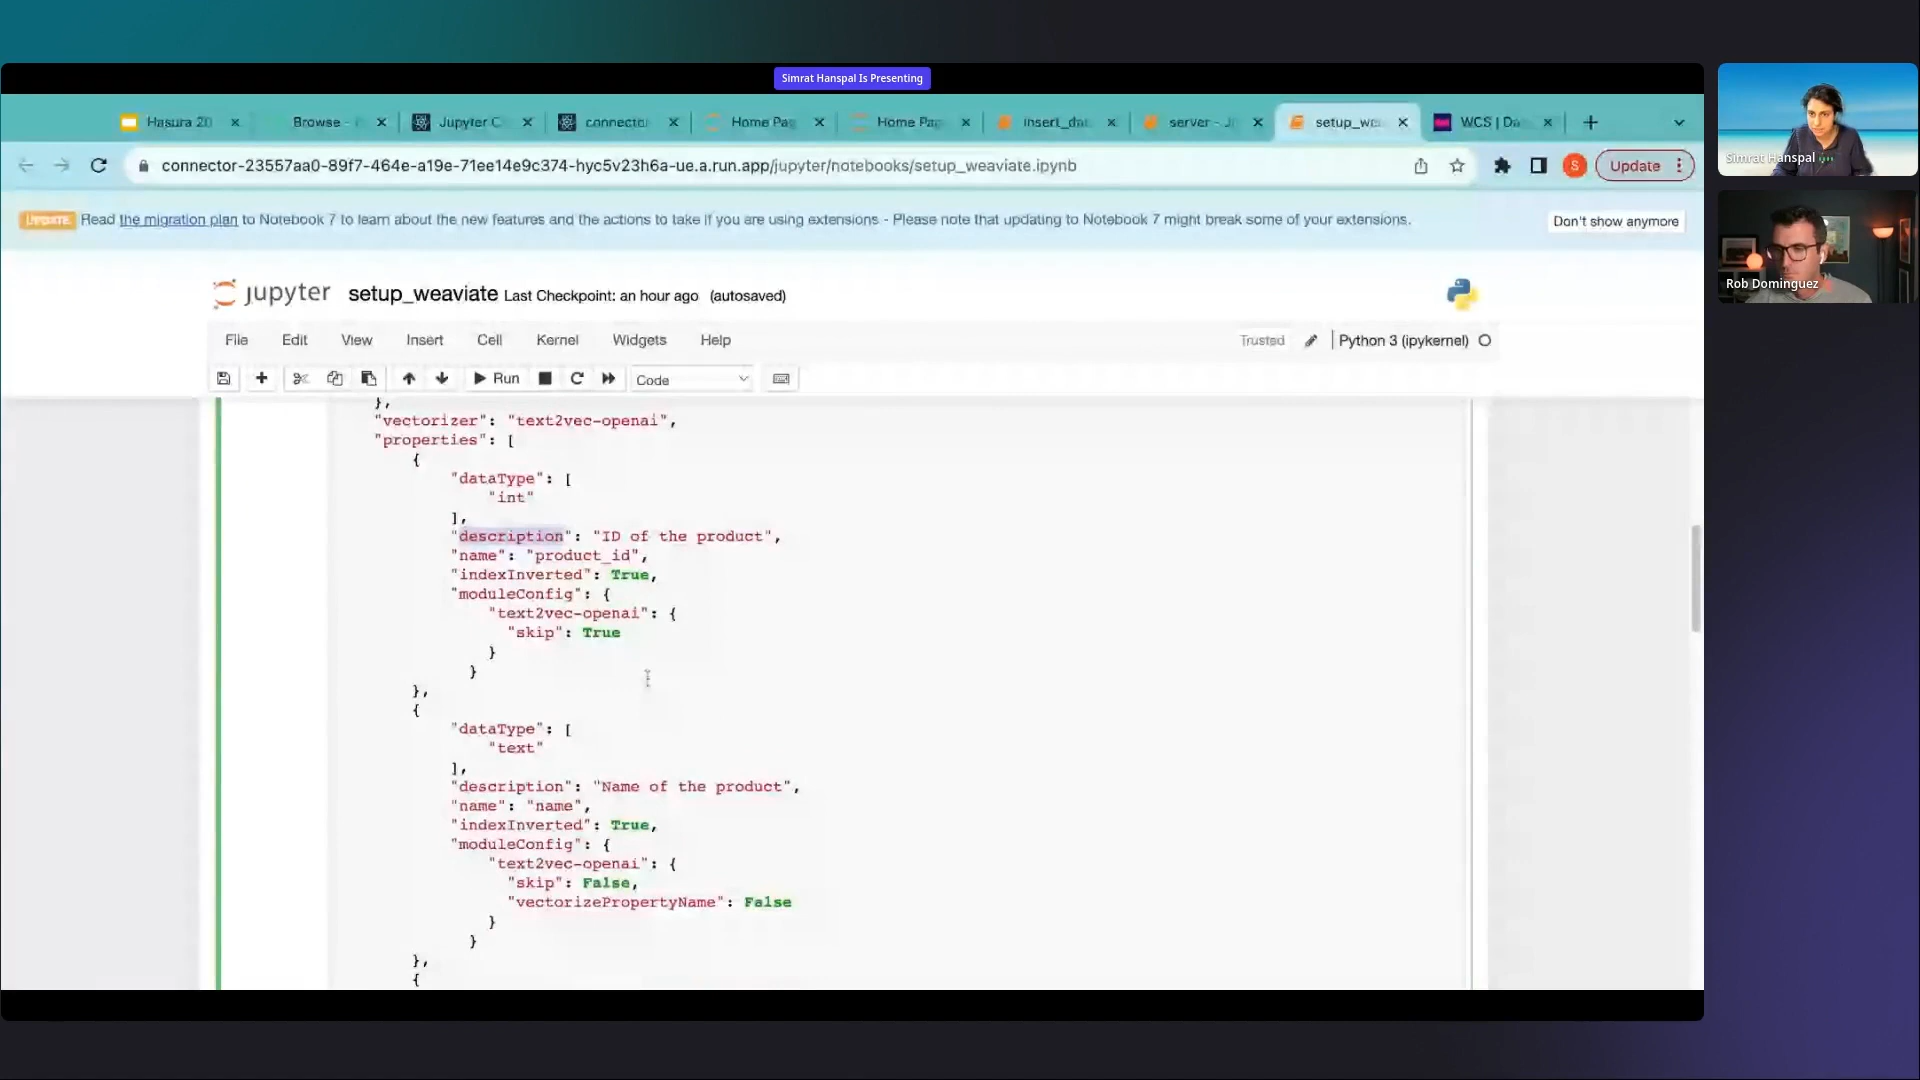 Simrat Hanspal Is Presenting
Hasura 20
Browse -
Jupyter C
connector
Home Pag
Home Pag
insert_dat
server - Ju
setup_we
WCS | Da
connector-23557aa0-89f7-464e-a19e-71ee14e9c374-hyc5v23h6a-ue.a.run.app/jupyter/notebooks/setup_weaviate.ipynb
S
Update
UPDATE Read the migration plan to Notebook 7 to learn about the new features and the actions to take if you are using extensions - Please note that updating to Notebook 7 might break some of your extensions.
Don't show anymore
jupyter setup_weaviate Last Checkpoint: an hour ago (autosaved)
File Edit View Insert Cell Kernel Widgets Help
Trusted Python 3 (ipykernel)
Run Code
},
"vectorizer": "text2vec-openai",
"properties": [
{
"dataType": [
"int"
],
"description": "ID of the product",
"name": "product_id",
"indexInverted": True,
"moduleConfig": {
"text2vec-openai": {
"skip": True
}
}
},
{
"dataType": [
"text"
],
"description": "Name of the product",
"name": "name",
"indexInverted": True,
"moduleConfig": {
"text2vec-openai": {
"skip": False,
"vectorizePropertyName": False
}
}
},
{
Simrat Hanspal
Rob Dominguez